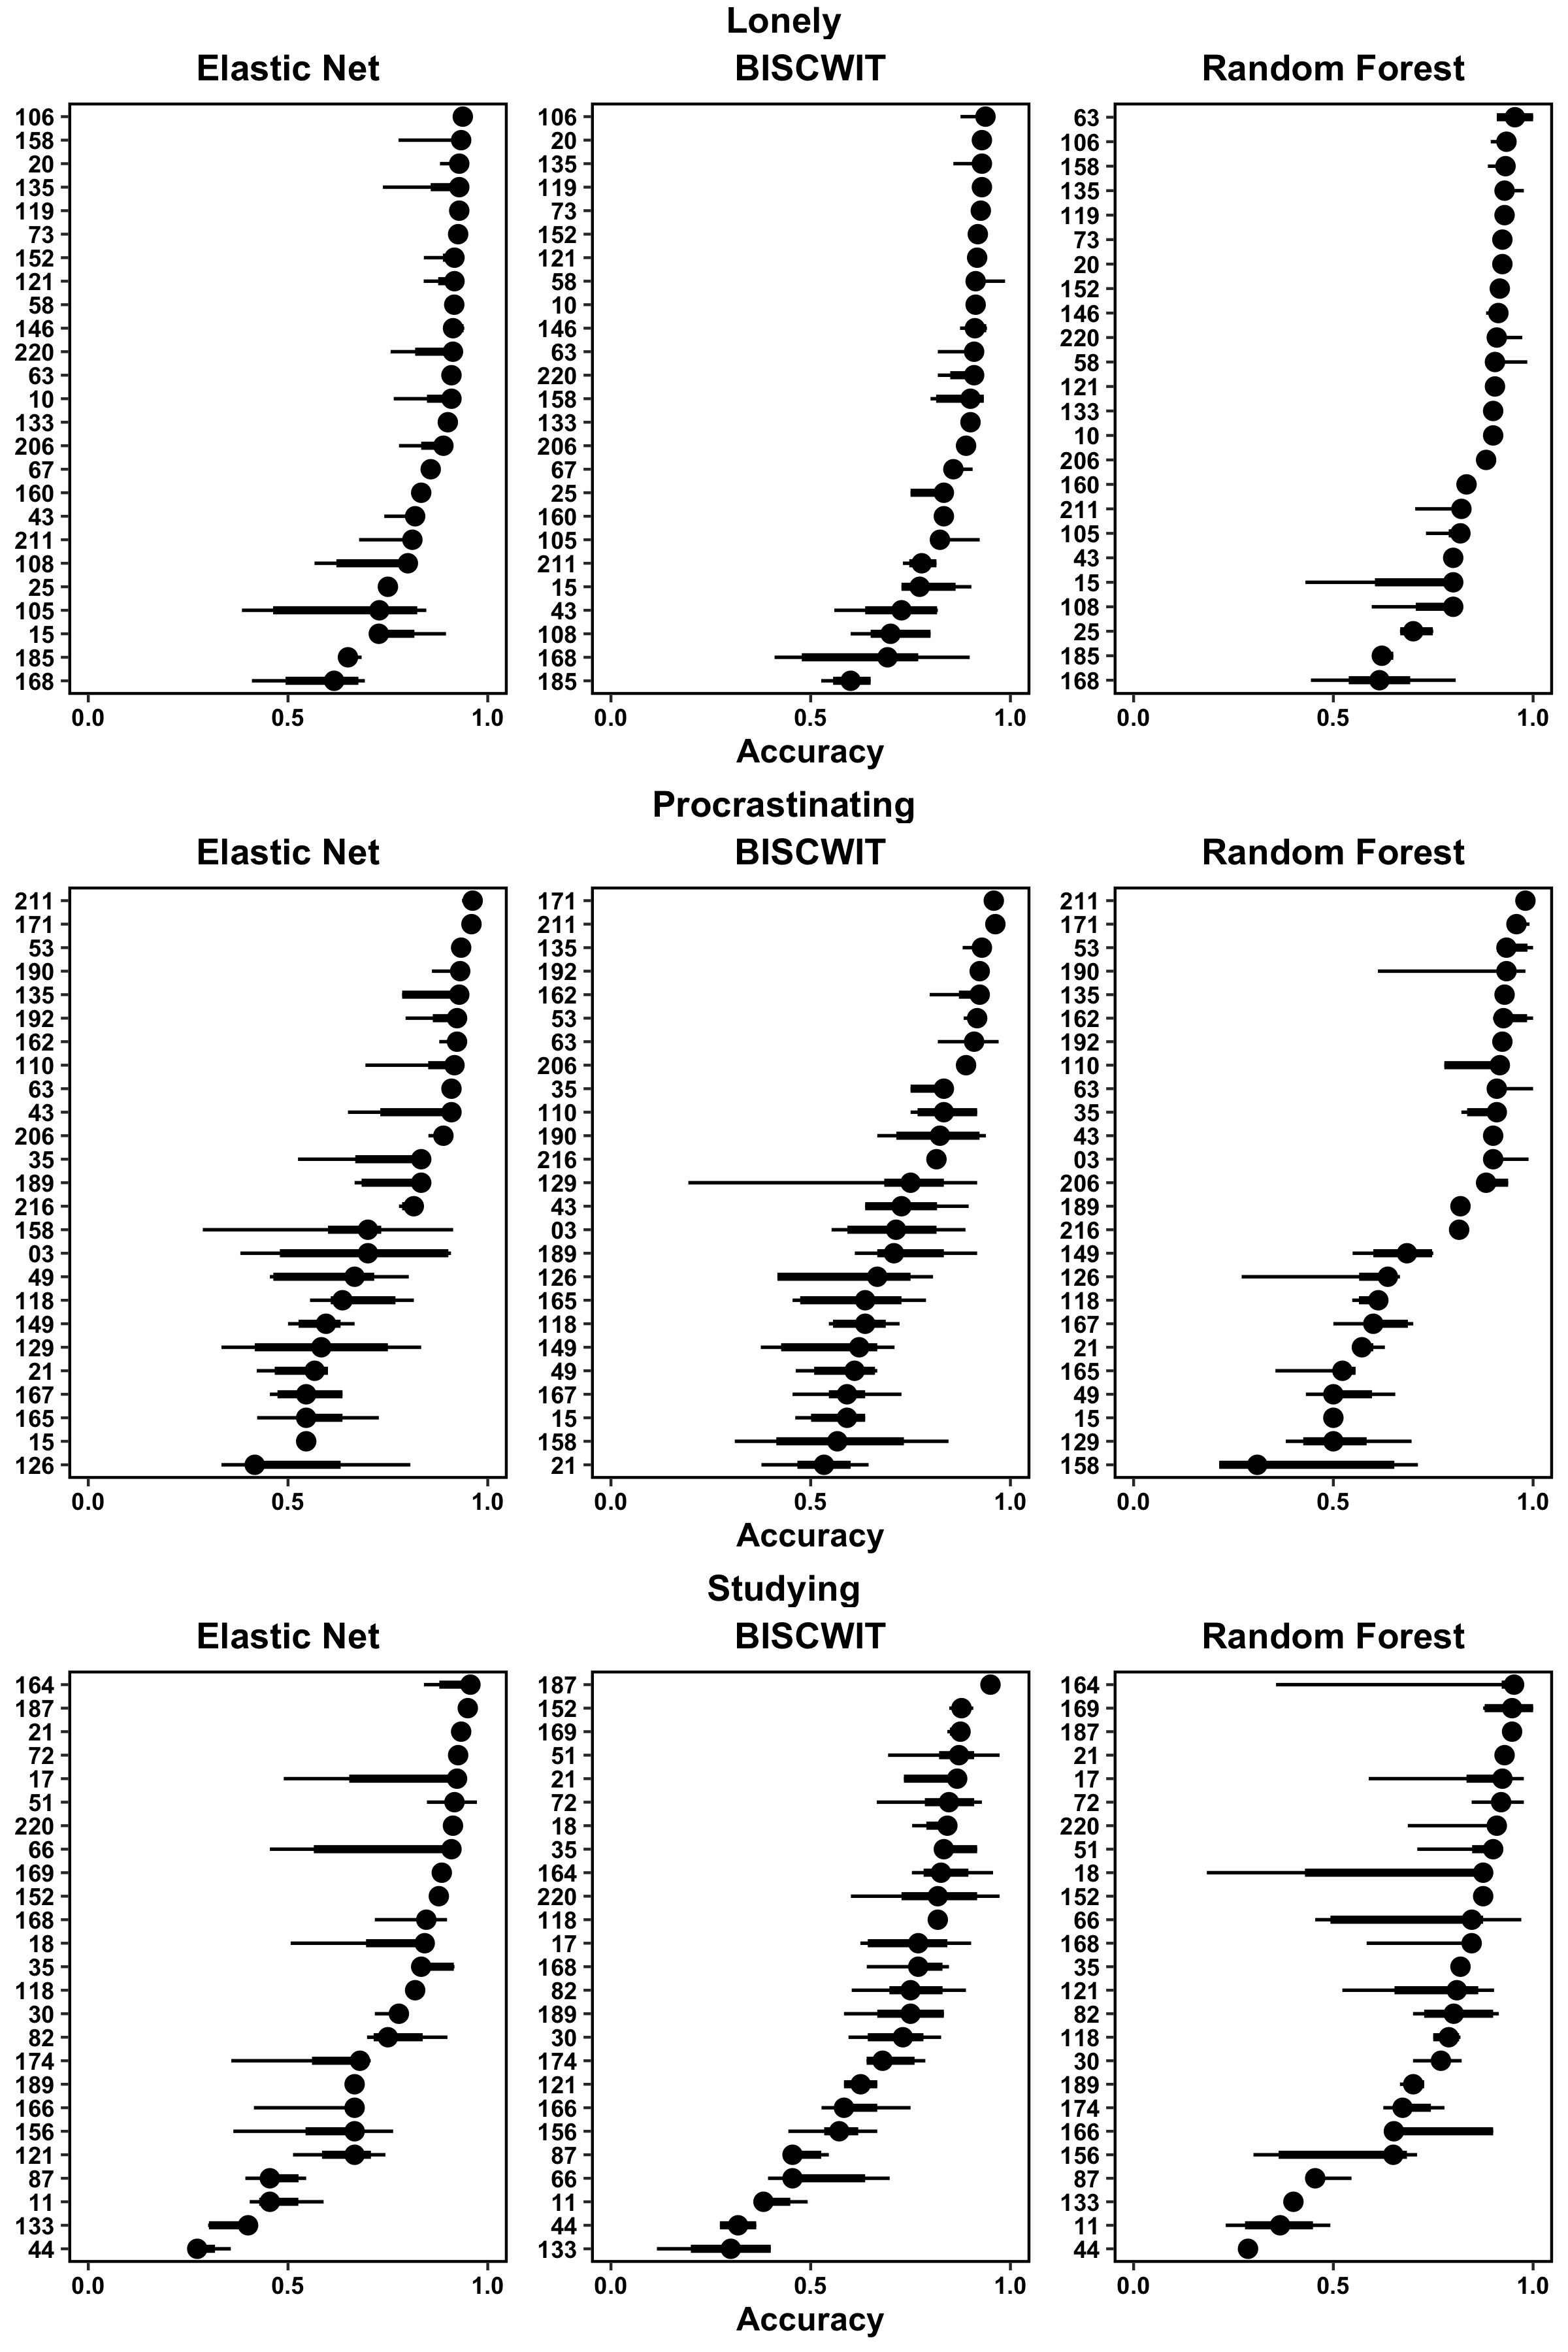 Lonely
Elastic Net BISCWIT Random Forest
106 106 63
158 20 106
20 135 158
135 119 135
119 73 119
73 152 73
152 121 20
121 58 152
58 10 146
146 146 220
220 63 58
63 220 121
10 158 133
133 133 10
206 206 206
67 67 160
160 25 211
43 160 105
211 105 43
108 211 15
25 15 108
105 43 25
15 108 185
185 168 168
168 185
0.0 0.5 1.0 0.0 0.5 1.0 0.0 0.5 1.0
Accuracy
Procrastinating
Elastic Net BISCWIT Random Forest
211 171 211
171 211 171
53 135 53
190 192 190
135 162 135
192 53 162
162 63 192
110 206 110
63 35 63
43 110 35
206 190 43
35 216 03
189 129 206
216 43 189
158 03 216
03 189 149
49 126 126
118 165 118
149 118 167
129 149 21
21 49 165
167 167 49
165 15 15
15 158 129
126 21 158
0.0 0.5 1.0 0.0 0.5 1.0 0.0 0.5 1.0
Accuracy
Studying
Elastic Net BISCWIT Random Forest
164 187 164
187 152 169
21 169 187
72 51 21
17 21 17
51 72 72
220 18 220
66 35 51
169 164 18
152 220 152
168 118 66
18 17 168
35 168 35
118 82 121
30 189 82
82 30 118
174 174 30
189 121 189
166 166 174
156 156 166
121 87 156
87 66 87
11 11 133
133 44 11
44 133 44
0.0 0.5 1.0 0.0 0.5 1.0 0.0 0.5 1.0
Accuracy